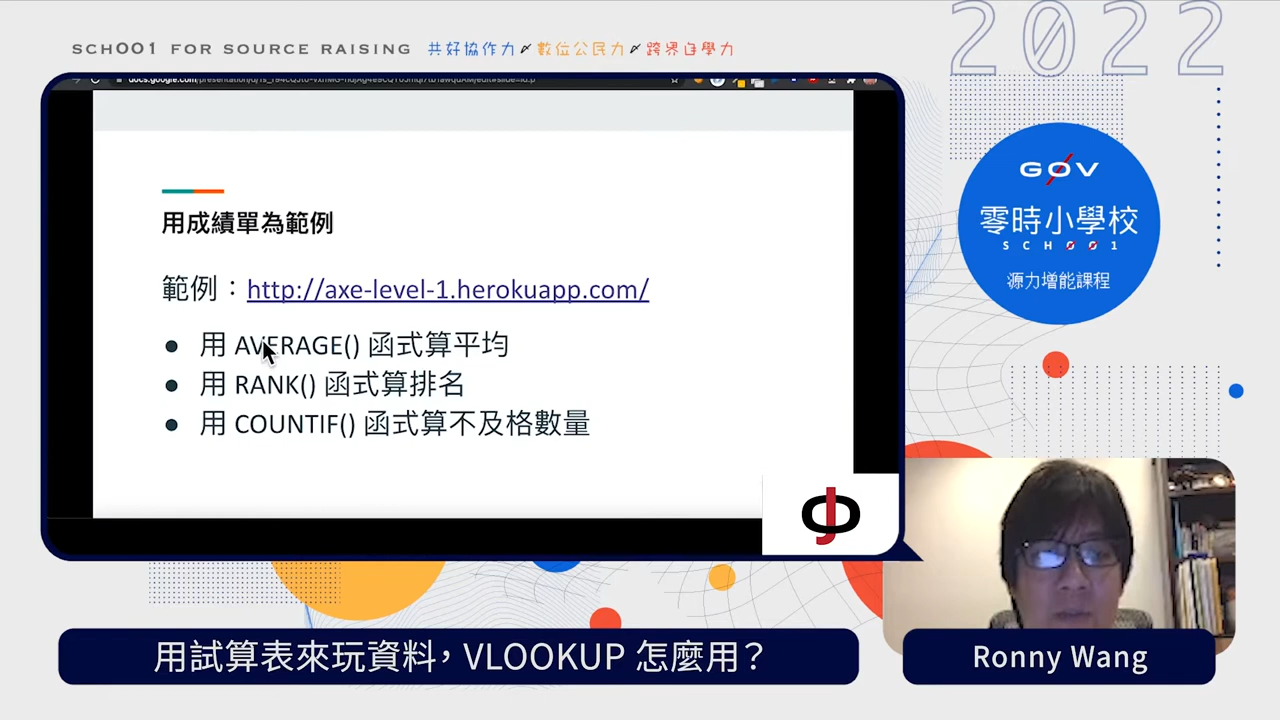 SCHOO1 FOR SOURCE RAISING 共好協作力 數位公民力 跨界自學力
2022
用成績單為範例
範例：http://axe-level-1.herokuapp.com/
● 用 AVERAGE() 函式算平均
● 用 RANK() 函式算排名
● 用 COUNTIF() 函式算不及格數量
G0V
零時小學校
SCHOO1
源力增能課程
用試算表來玩資料，VLOOKUP 怎麼用？
Ronny Wang